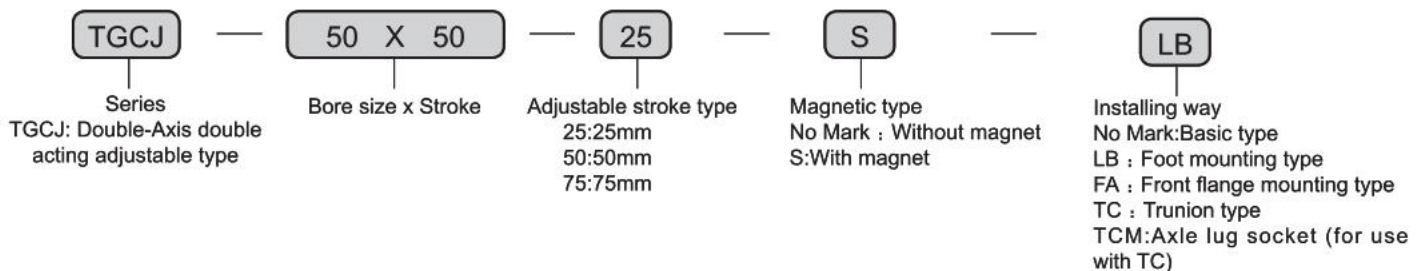 TGCJ — 50 X 50 — 25 — S — LB
Series
TGCJ: Double-Axis double
acting adjustable type
Bore size x Stroke
Adjustable stroke type
25:25mm
50:50mm
75:75mm
Magnetic type
No Mark：Without magnet
S:With magnet
Installing way
No Mark:Basic type
LB：Foot mounting type
FA：Front flange mounting type
TC：Trunion type
TCM:Axle lug socket (for use
with TC)